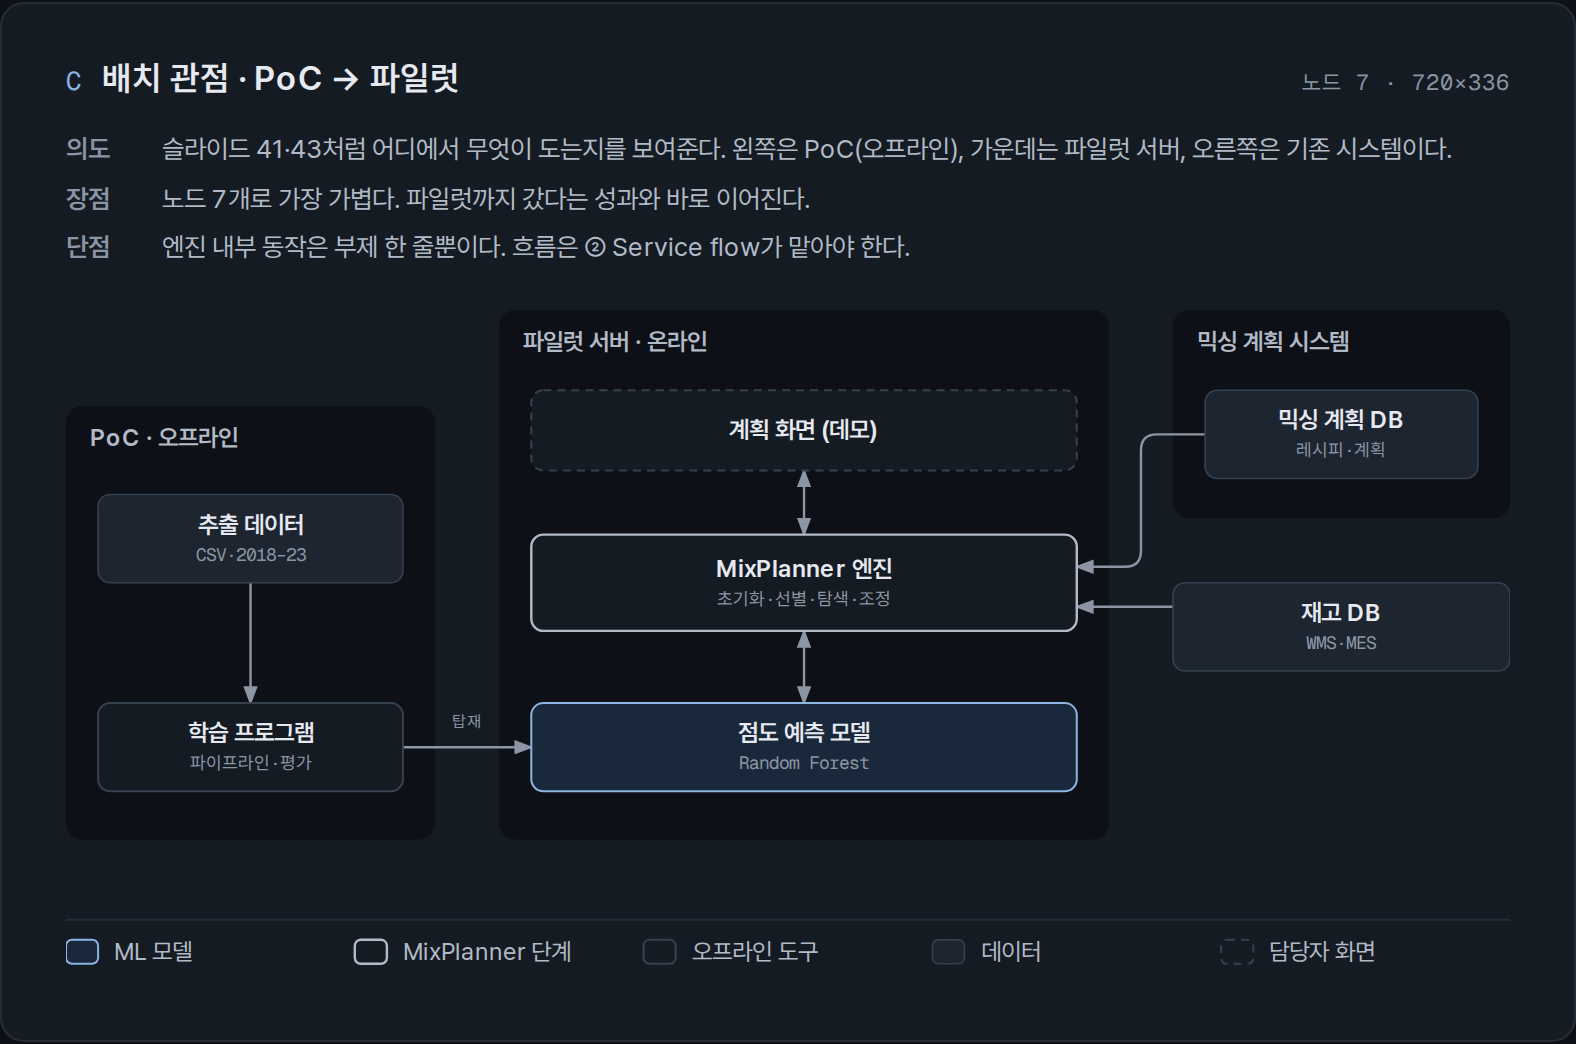 C 배치 관점 · PoC → 파일럿
노드 7 · 720×336
의도 슬라이드 41·43처럼 어디에서 무엇이 도는지를 보여준다. 왼쪽은 PoC(오프라인), 가운데는 파일럿 서버, 오른쪽은 기존 시스템이다.
장점 노드 7개로 가장 가볍다. 파일럿까지 갔다는 성과와 바로 이어진다.
단점 엔진 내부 동작은 부제 한 줄뿐이다. 흐름은 ② Service flow가 맡아야 한다.
PoC · 오프라인
추출 데이터
CSV·2018–23
학습 프로그램
파이프라인·평가
탑재
파일럿 서버 · 온라인
계획 화면 (데모)
MixPlanner 엔진
초기화·선별·탐색·조정
점도 예측 모델
Random Forest
믹싱 계획 시스템
믹싱 계획 DB
레시피·계획
재고 DB
WMS·MES
ML 모델
MixPlanner 단계
오프라인 도구
데이터
담당자 화면